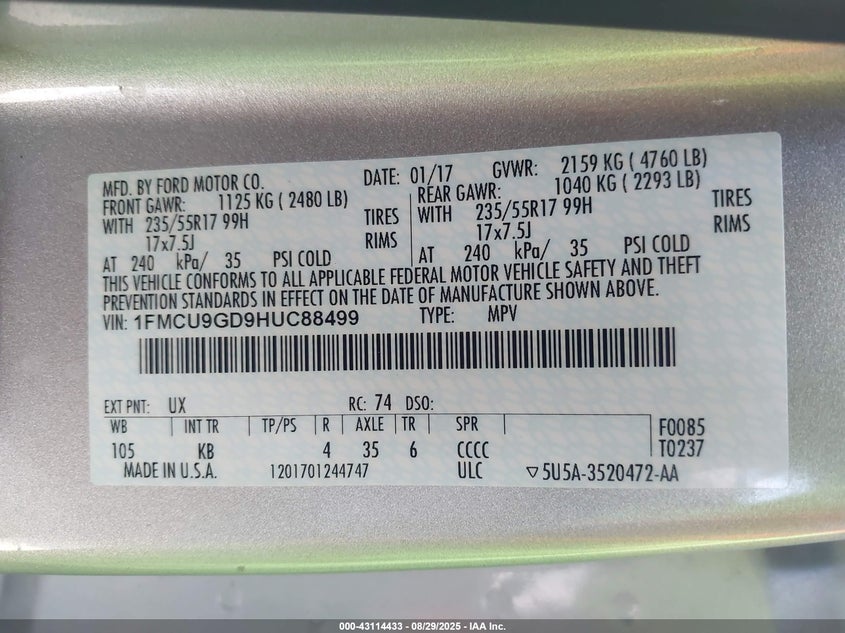 MFD. BY FORD MOTOR CO. DATE: 01/17 GVWR: 2159 KG ( 4760 LB)
FRONT GAWR: 1125 KG ( 2480 LB) REAR GAWR: 1040 KG ( 2293 LB)
WITH 235/55R17 99H TIRES WITH 235/55R17 99H TIRES
17x7.5J RIMS 17x7.5J RIMS
AT 240 kPa/ 35 PSI COLD AT 240 kPa/ 35 PSI COLD
THIS VEHICLE CONFORMS TO ALL APPLICABLE FEDERAL MOTOR VEHICLE SAFETY AND THEFT
PREVENTION STANDARDS IN EFFECT ON THE DATE OF MANUFACTURE SHOWN ABOVE.
VIN: 1FMCU9GD9HUC88499 TYPE: MPV
EXT PNT: UX RC: 74 DSO:
WB INT TR TP/PS R AXLE TR SPR F0085
105 KB 4 35 6 CCCC T0237
MADE IN U.S.A. 1201701244747 ULC ▽5U5A-3520472-AA
000-43114433 - 08/29/2025 - IAA Inc.